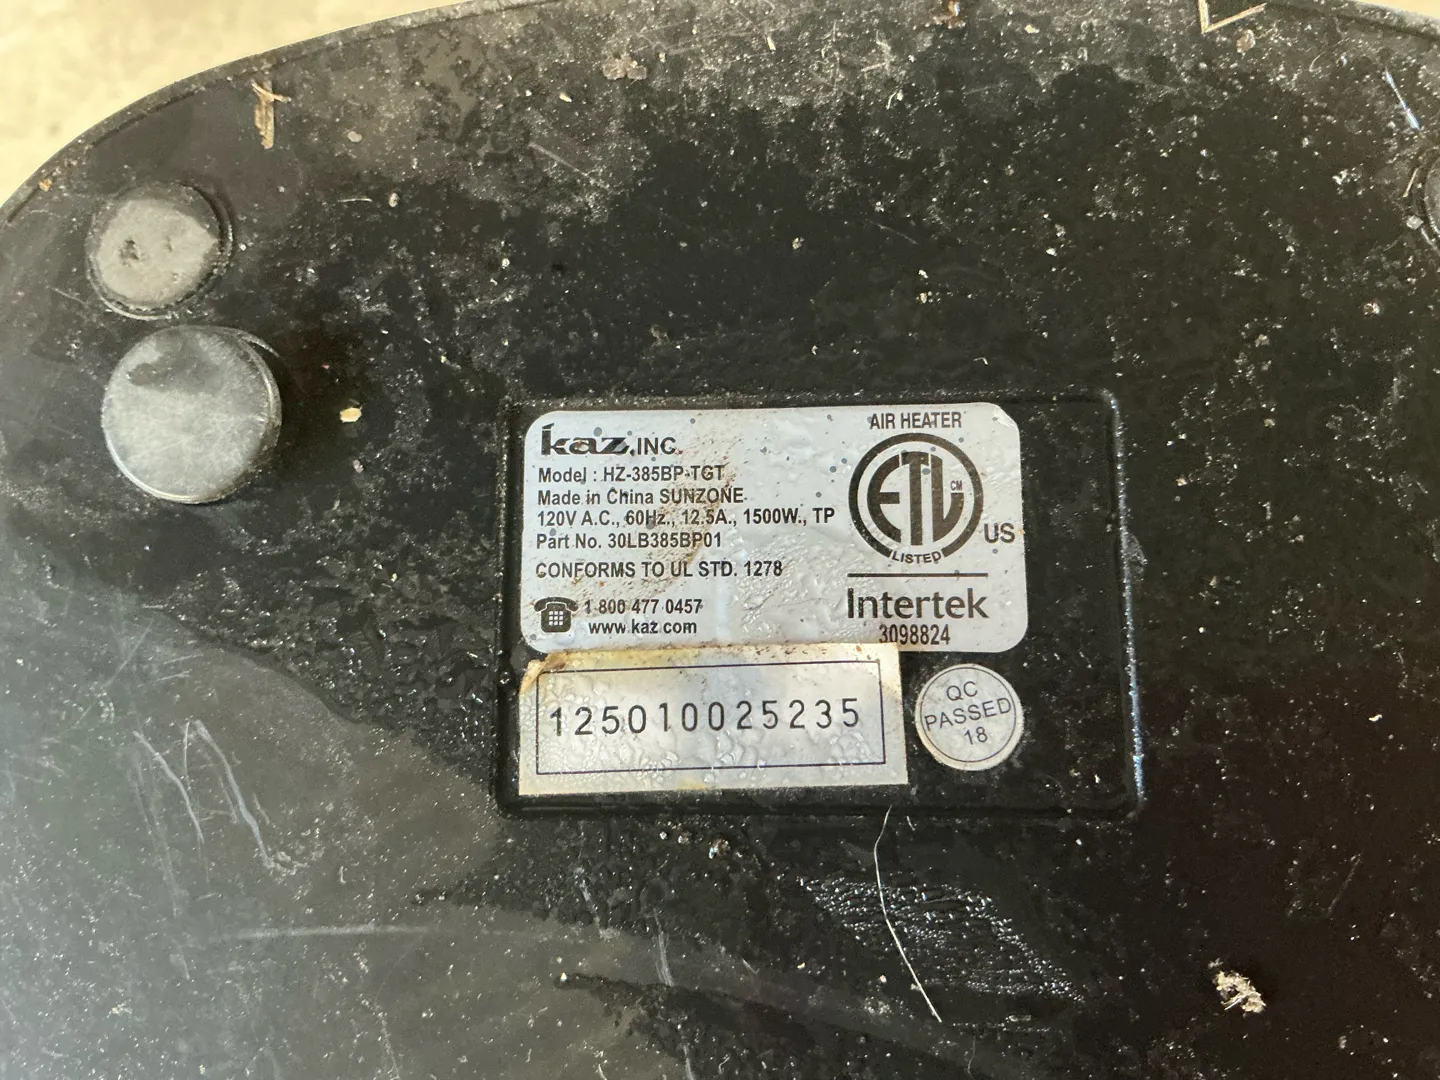 kaz, INC.
Model : HZ-385BP-TGT
Made in China SUNZONE
120V A.C., 60Hz., 12.5A., 1500W., TP
Part No. 30LB385BP01
CONFORMS TO UL STD. 1278
1 800 477 0457
www.kaz.com
AIR HEATER
ETL CM
LISTED
US
Intertek
3098824
125010025235
QC
PASSED
18